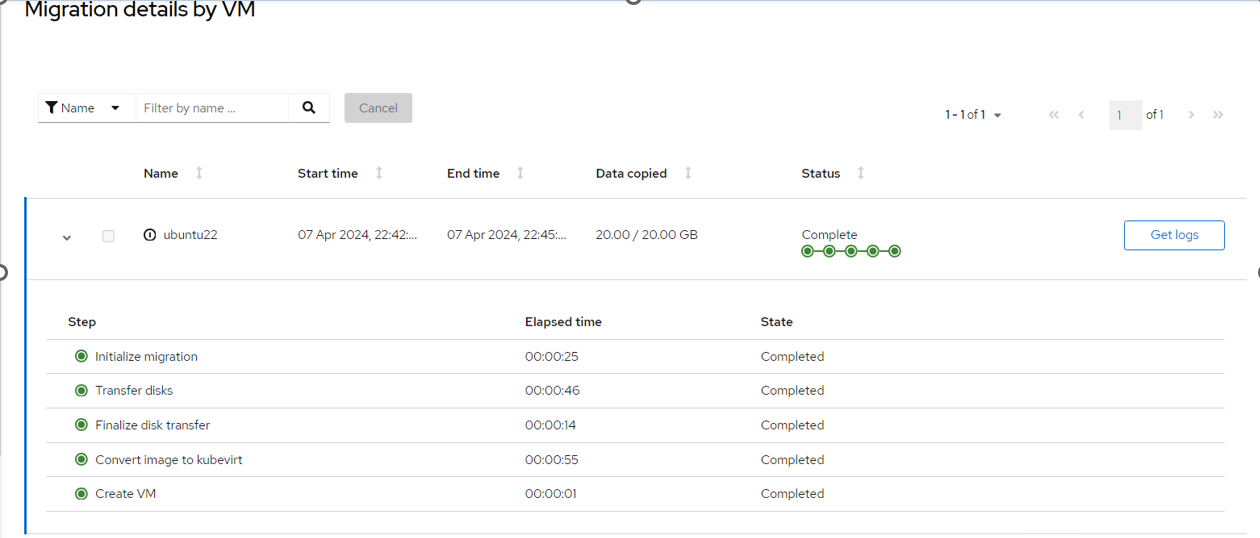 Migration details by VM
Name Filter by name ... Cancel 1 - 1 of 1 1 of 1
Name Start time End time Data copied Status
ubuntu22 07 Apr 2024, 22:42:... 07 Apr 2024, 22:45:... 20.00 / 20.00 GB Complete Get logs
Step Elapsed time State
Initialize migration 00:00:25 Completed
Transfer disks 00:00:46 Completed
Finalize disk transfer 00:00:14 Completed
Convert image to kubevirt 00:00:55 Completed
Create VM 00:00:01 Completed